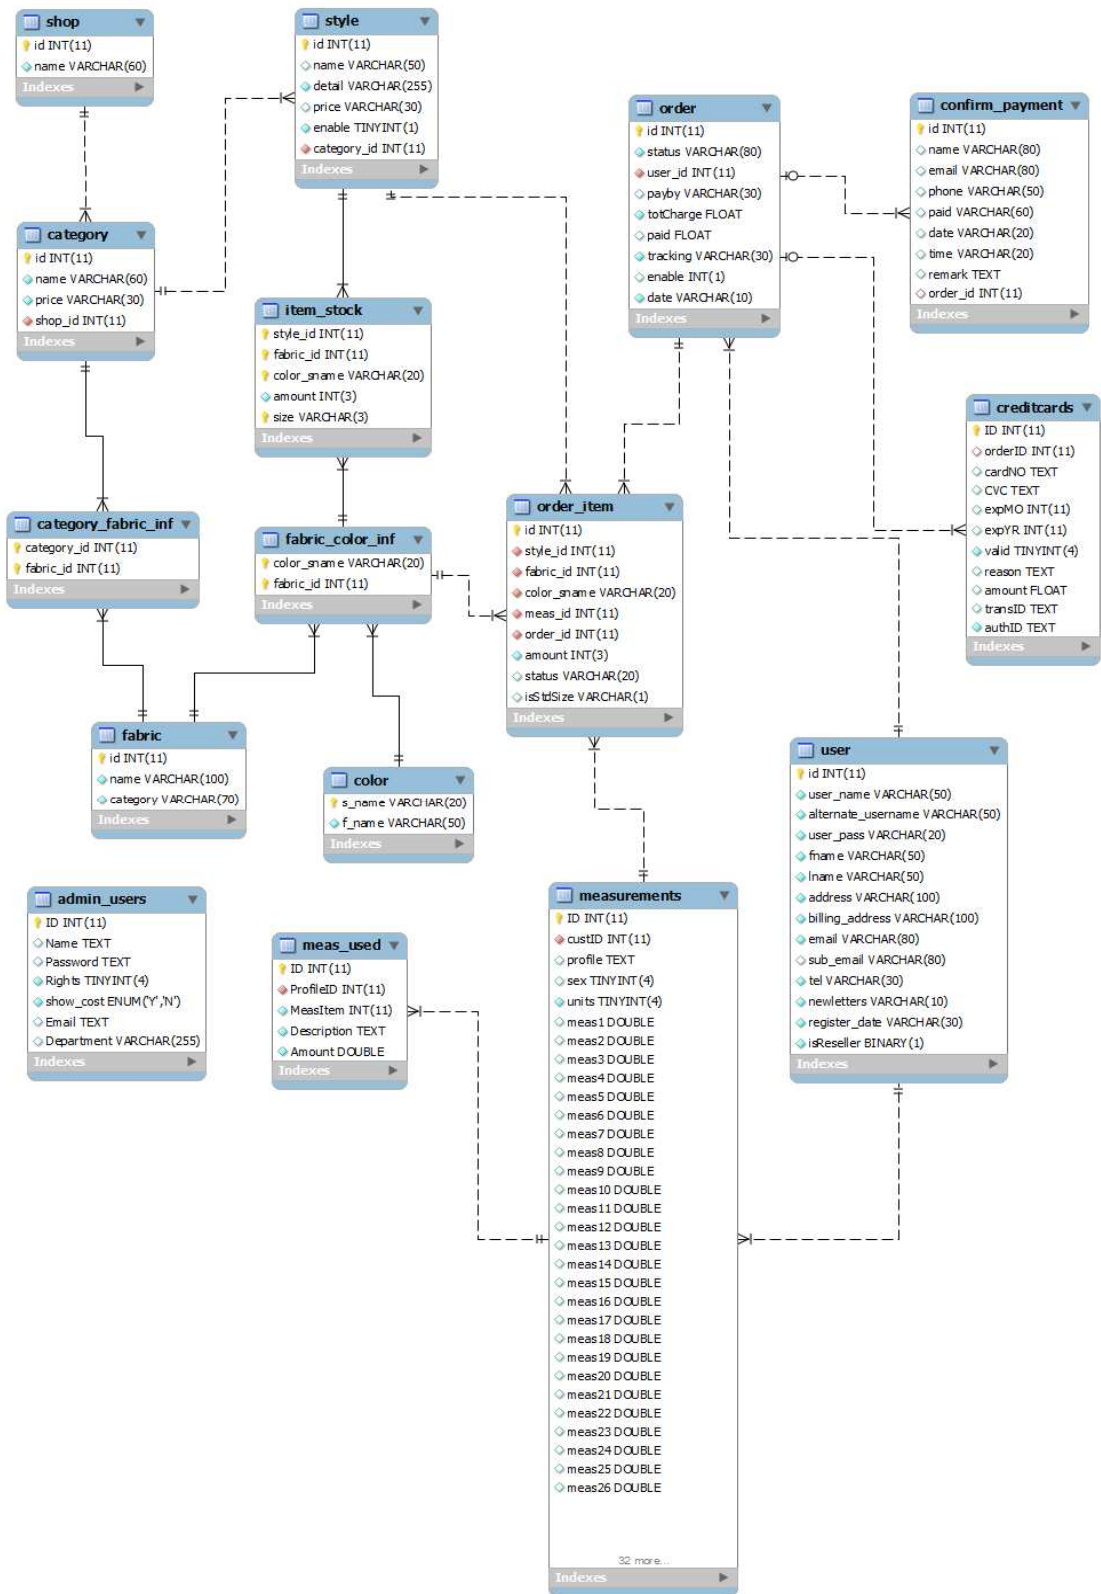 shop
id INT(11)
name VARCHAR(60)
Indexes
style
id INT(11)
name VARCHAR(50)
detail VARCHAR(255)
price VARCHAR(30)
enable TINYINT(1)
category_id INT(11)
Indexes
order
id INT(11)
status VARCHAR(80)
user_id INT(11)
payby VARCHAR(30)
totCharge FLOAT
paid FLOAT
tracking VARCHAR(30)
enable INT(1)
date VARCHAR(10)
Indexes
confirm_payment
id INT(11)
name VARCHAR(80)
email VARCHAR(80)
phone VARCHAR(50)
paid VARCHAR(60)
date VARCHAR(20)
time VARCHAR(20)
remark TEXT
order_id INT(11)
Indexes
category
id INT(11)
name VARCHAR(60)
price VARCHAR(30)
shop_id INT(11)
Indexes
item_stock
style_id INT(11)
fabric_id INT(11)
color_sname VARCHAR(20)
amount INT(3)
size VARCHAR(3)
Indexes
creditcards
ID INT(11)
orderID INT(11)
cardNO TEXT
CVC TEXT
expMO INT(11)
expYR INT(11)
valid TINYINT(4)
reason TEXT
amount FLOAT
transID TEXT
authID TEXT
Indexes
category_fabric_inf
category_id INT(11)
fabric_id INT(11)
Indexes
fabric_color_inf
color_sname VARCHAR(20)
fabric_id INT(11)
Indexes
order_item
id INT(11)
style_id INT(11)
fabric_id INT(11)
color_sname VARCHAR(20)
meas_id INT(11)
order_id INT(11)
amount INT(3)
status VARCHAR(20)
isStdSize VARCHAR(1)
Indexes
fabric
id INT(11)
name VARCHAR(100)
category VARCHAR(70)
Indexes
color
s_name VARCHAR(20)
f_name VARCHAR(50)
Indexes
user
id INT(11)
user_name VARCHAR(50)
alternate_username VARCHAR(50)
user_pass VARCHAR(20)
fname VARCHAR(50)
lname VARCHAR(50)
address VARCHAR(100)
billing_address VARCHAR(100)
email VARCHAR(80)
sub_email VARCHAR(80)
tel VARCHAR(30)
newletters VARCHAR(10)
register_date VARCHAR(30)
isReseller BINARY(1)
Indexes
admin_users
ID INT(11)
Name TEXT
Password TEXT
Rights TINYINT(4)
show_cost ENUM('Y','N')
Email TEXT
Department VARCHAR(255)
Indexes
meas_used
ID INT(11)
ProfileID INT(11)
MeasItem INT(11)
Description TEXT
Amount DOUBLE
Indexes
measurements
ID INT(11)
custID INT(11)
profile TEXT
sex TINYINT(4)
units TINYINT(4)
meas1 DOUBLE
meas2 DOUBLE
meas3 DOUBLE
meas4 DOUBLE
meas5 DOUBLE
meas6 DOUBLE
meas7 DOUBLE
meas8 DOUBLE
meas9 DOUBLE
meas10 DOUBLE
meas11 DOUBLE
meas12 DOUBLE
meas13 DOUBLE
meas14 DOUBLE
meas15 DOUBLE
meas16 DOUBLE
meas17 DOUBLE
meas18 DOUBLE
meas19 DOUBLE
meas20 DOUBLE
meas21 DOUBLE
meas22 DOUBLE
meas23 DOUBLE
meas24 DOUBLE
meas25 DOUBLE
meas26 DOUBLE
32 more...
Indexes